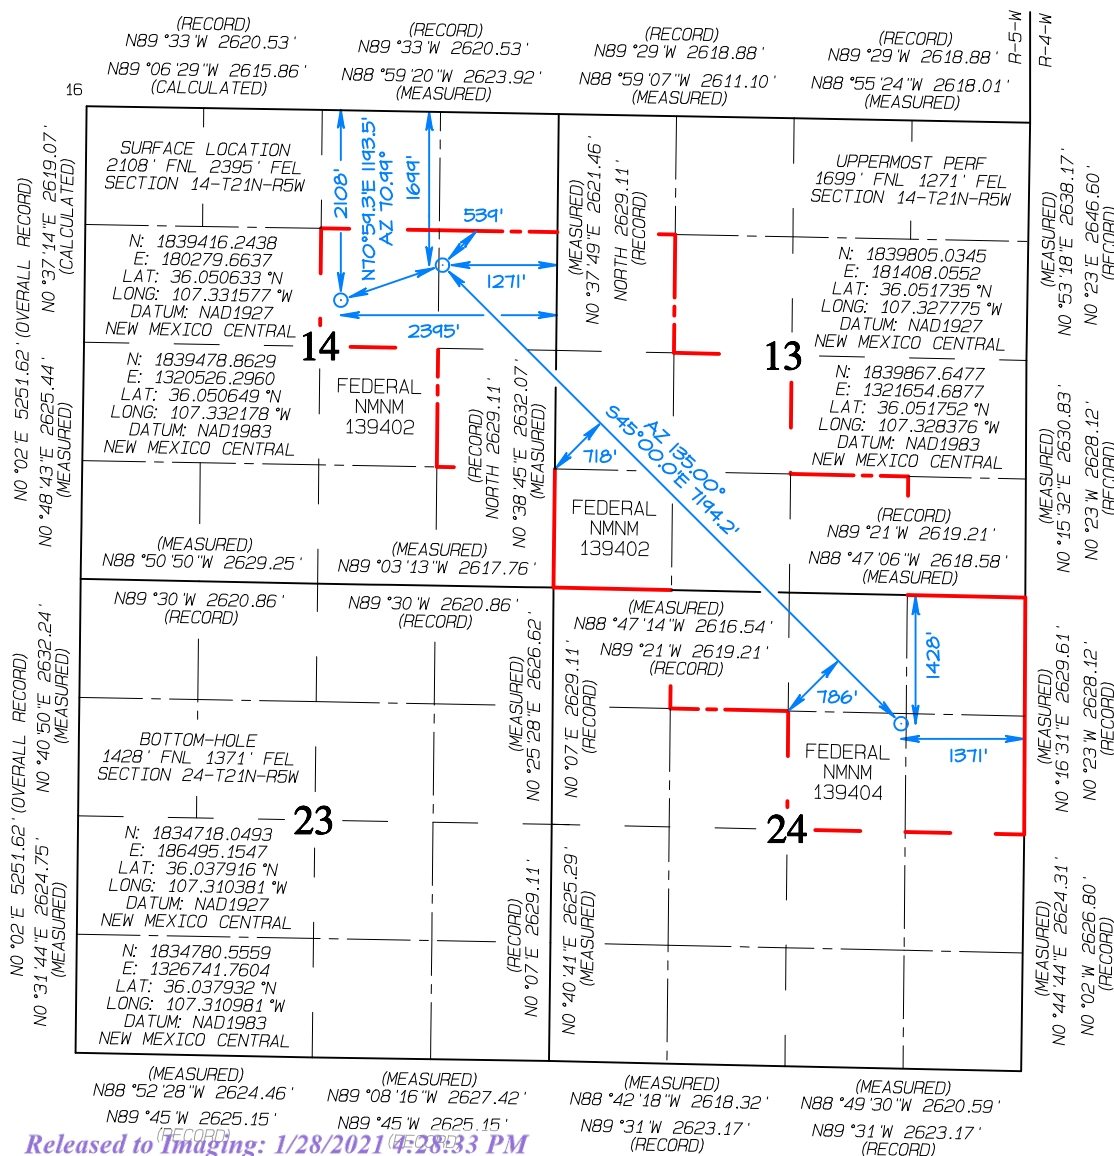 (RECORD)
N89°33'W 2620.53'
N89°06'29"W 2615.86'
(CALCULATED)
(RECORD)
N89°33'W 2620.53'
N88°59'20"W 2623.92'
(MEASURED)
(RECORD)
N89°29'W 2618.88'
N88°59'07"W 2611.10'
(MEASURED)
(RECORD)
N89°29'W 2618.88'
N88°55'24"W 2618.01'
(MEASURED)
R-5-W
R-4-W
16
SURFACE LOCATION
2108' FNL 2395' FEL
SECTION 14-T21N-R5W
N: 1839416.2438
E: 180279.6637
LAT: 36.050633°N
LONG: 107.331577°W
DATUM: NAD1927
NEW MEXICO CENTRAL
N: 1839478.8629
E: 1320526.2960
LAT: 36.050649°N
LONG: 107.332178°W
DATUM: NAD1983
NEW MEXICO CENTRAL
2108'
N70°59.3'E 1193.5'
AZ 70.99°
1699'
539'
1271'
2395'
14
FEDERAL
NMNM
139402
(MEASURED)
N0°37'49"E 2621.46'
NORTH 2629.11'
(RECORD)
UPPERMOST PERF
1699' FNL 1271' FEL
SECTION 14-T21N-R5W
N: 1839805.0345
E: 181408.0552
LAT: 36.051735°N
LONG: 107.327775°W
DATUM: NAD1927
NEW MEXICO CENTRAL
13
N: 1839867.6477
E: 1321654.6877
LAT: 36.051752°N
LONG: 107.328376°W
DATUM: NAD1983
NEW MEXICO CENTRAL
N0°02'E 5251.62' (OVERALL RECORD)
N0°37'14"E 2619.07'
(CALCULATED)
N0°48'43"E 2625.44'
(MEASURED)
(MEASURED)
N0°53'18"E 2638.17'
N0°23'E 2646.60'
(RECORD)
(MEASURED)
N0°15'32"E 2630.83'
N0°23'W 2628.12'
(RECORD)
(RECORD)
NORTH 2629.11'
N0°38'45"E 2632.07'
(MEASURED)
AZ 135.00°
S45°00.0'E 7194.2'
718'
FEDERAL
NMNM
139402
(RECORD)
N89°21'W 2619.21'
N88°47'06"W 2618.58'
(MEASURED)
(MEASURED)
N88°50'50"W 2629.25'
(MEASURED)
N89°03'13"W 2617.76'
N89°30'W 2620.86'
(RECORD)
N89°30'W 2620.86'
(RECORD)
(MEASURED)
N88°47'14"W 2616.54'
N89°21'W 2619.21'
(RECORD)
N0°02'E 5251.62' (OVERALL RECORD)
N0°40'50"E 2632.24'
(MEASURED)
N0°31'44"E 2624.75'
(MEASURED)
(MEASURED)
N0°25'28"E 2626.62'
N0°07'E 2629.11'
(RECORD)
1428'
786'
1371'
FEDERAL
NMNM
139404
(MEASURED)
N0°16'31"E 2629.61'
N0°23'W 2628.12'
(RECORD)
BOTTOM-HOLE
1428' FNL 1371' FEL
SECTION 24-T21N-R5W
23
24
N: 1834718.0493
E: 186495.1547
LAT: 36.037916°N
LONG: 107.310381°W
DATUM: NAD1927
NEW MEXICO CENTRAL
N: 1834780.5559
E: 1326741.7604
LAT: 36.037932°N
LONG: 107.310981°W
DATUM: NAD1983
NEW MEXICO CENTRAL
(RECORD)
N0°07'E 2629.11'
N0°40'41"E 2625.29'
(MEASURED)
(MEASURED)
N0°44'44"E 2624.31'
N0°02'W 2626.80'
(RECORD)
(MEASURED)
N88°52'28"W 2624.46'
N89°45'W 2625.15'
(RECORD)
(MEASURED)
N89°08'16"W 2627.42'
N89°45'W 2625.15'
(RECORD)
(MEASURED)
N88°42'18"W 2618.32'
N89°31'W 2623.17'
(RECORD)
(MEASURED)
N88°49'30"W 2620.59'
N89°31'W 2623.17'
(RECORD)
Released to Imaging: 1/28/2021 4:28:33 PM